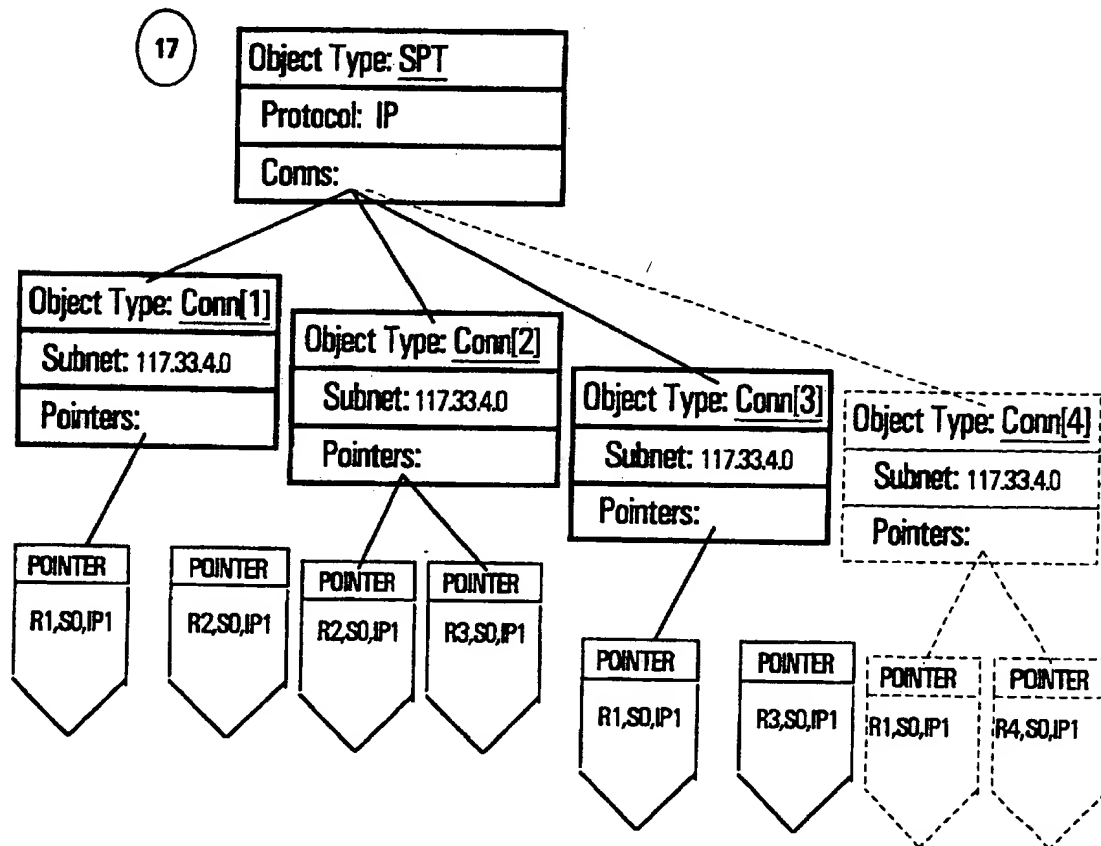 17
Object Type: SPT
Protocol: IP
Conns:
Object Type: Conn[1]
Subnet: 117.33.4.0
Pointers:
Object Type: Conn[2]
Subnet: 117.33.4.0
Pointers:
Object Type: Conn[3]
Subnet: 117.33.4.0
Pointers:
Object Type: Conn[4]
Subnet: 117.33.4.0
Pointers:
POINTER
R1,S0,IP1
POINTER
R2,S0,IP1
POINTER
R2,S0,IP1
POINTER
R3,S0,IP1
POINTER
R1,S0,IP1
POINTER
R3,S0,IP1
POINTER
R1,S0,IP1
POINTER
R4,S0,IP1